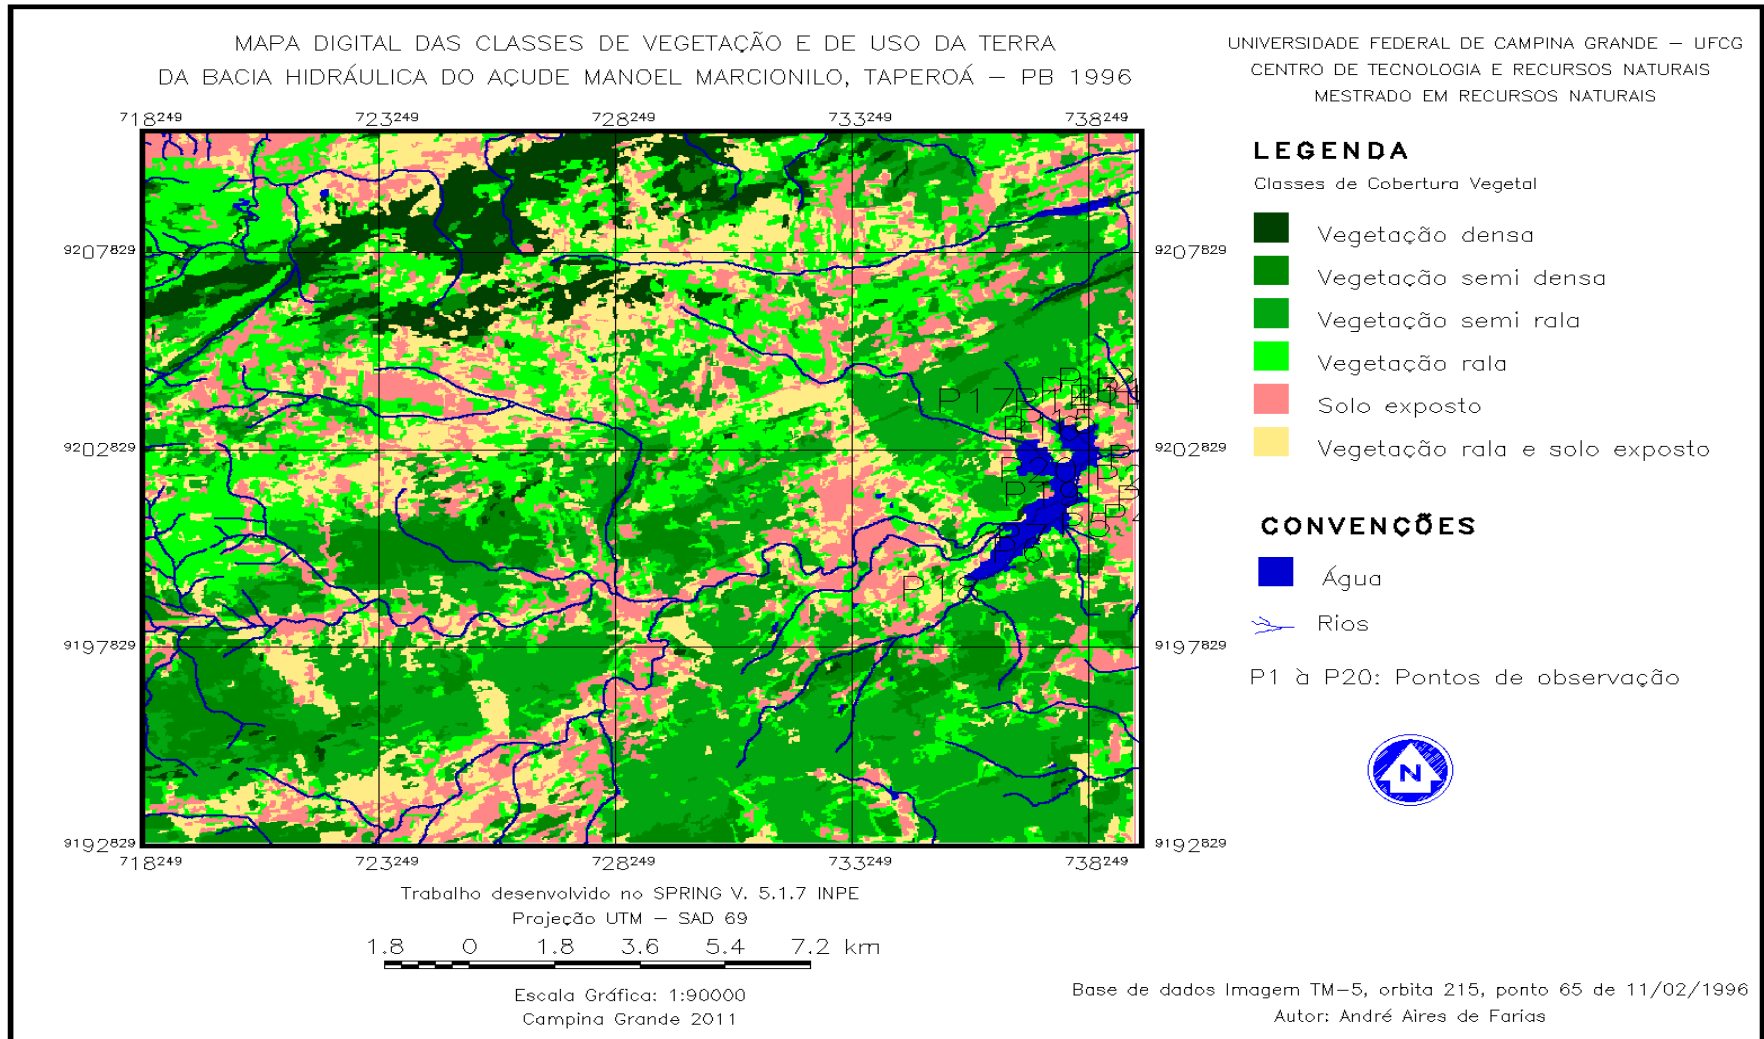 MAPA DIGITAL DAS CLASSES DE VEGETAÇÃO E DE USO DA TERRA
DA BACIA HIDRÁULICA DO AÇUDE MANOEL MARCIONILO, TAPEROÁ – PB 1996
UNIVERSIDADE FEDERAL DE CAMPINA GRANDE – UFCG
CENTRO DE TECNOLOGIA E RECURSOS NATURAIS
MESTRADO EM RECURSOS NATURAIS
718249 723249 728249 733249 738249
9207829 9207829
9202829 9202829
9197829 9197829
9192829 9192829
718249 723249 728249 733249 738249
P17
P18
LEGENDA
Classes de Cobertura Vegetal
Vegetação densa
Vegetação semi densa
Vegetação semi rala
Vegetação rala
Solo exposto
Vegetação rala e solo exposto
CONVENÇÕES
Água
Rios
P1 à P20: Pontos de observação
N
Trabalho desenvolvido no SPRING V. 5.1.7 INPE
Projeção UTM – SAD 69
1.8 0 1.8 3.6 5.4 7.2 km
Escala Gráfica: 1:90000
Campina Grande 2011
Base de dados Imagem TM–5, orbita 215, ponto 65 de 11/02/1996
Autor: André Aires de Farias